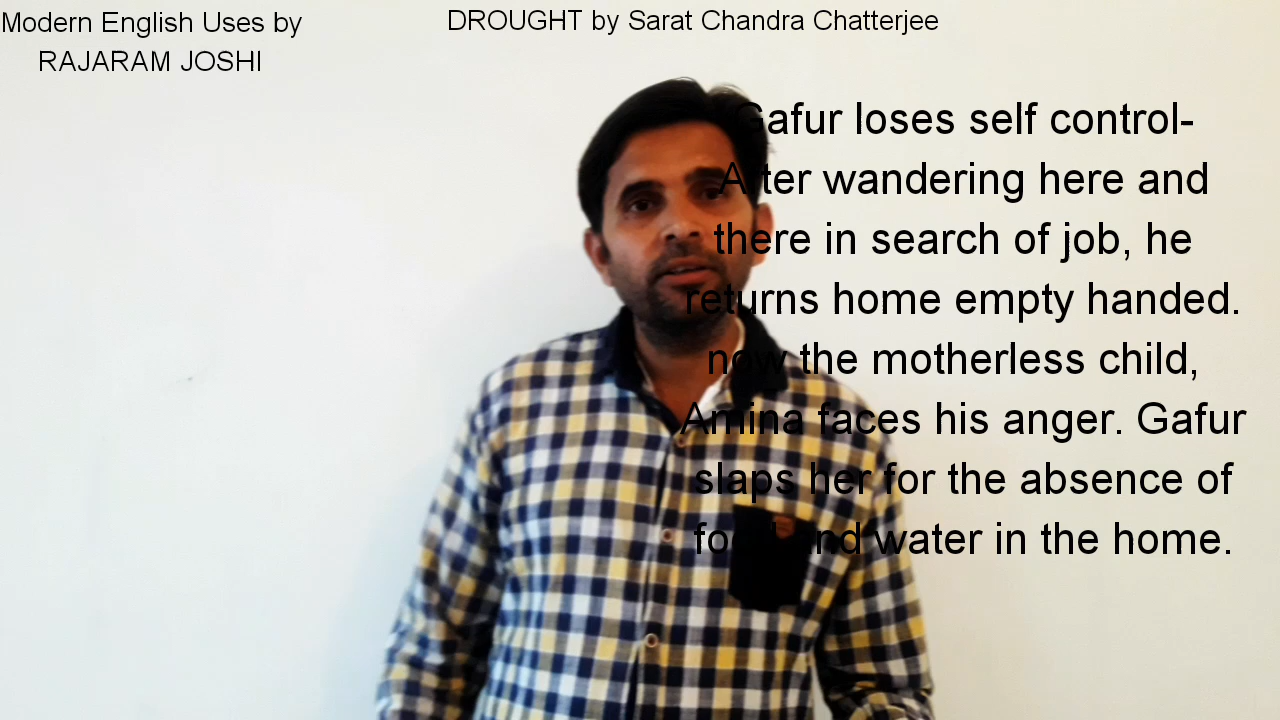 Modern English Uses by
RAJARAM JOSHI
DROUGHT by Sarat Chandra Chatterjee
Gafur loses self control-
After wandering here and
there in search of job, he
returns home empty handed.
now the motherless child,
Amina faces his anger. Gafur
slaps her for the absence of
food and water in the home.